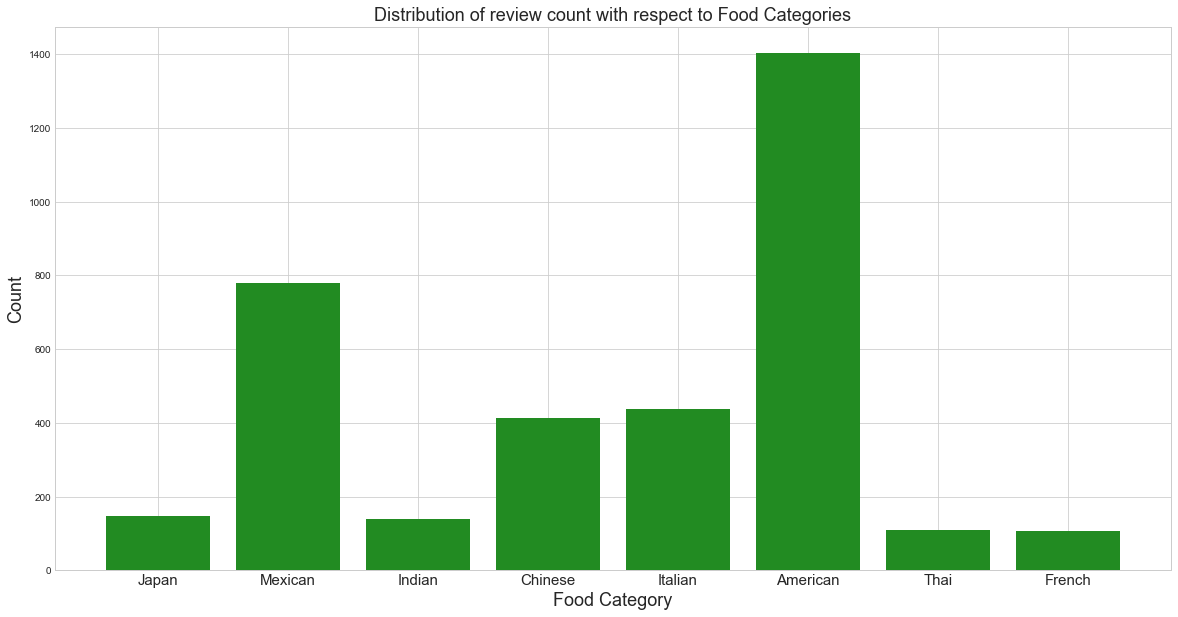 Distribution of review count with respect to Food Categories
1400
1200
1000
800
600
400
200
0
Count
Japan Mexican Indian Chinese Italian American Thai French
Food Category